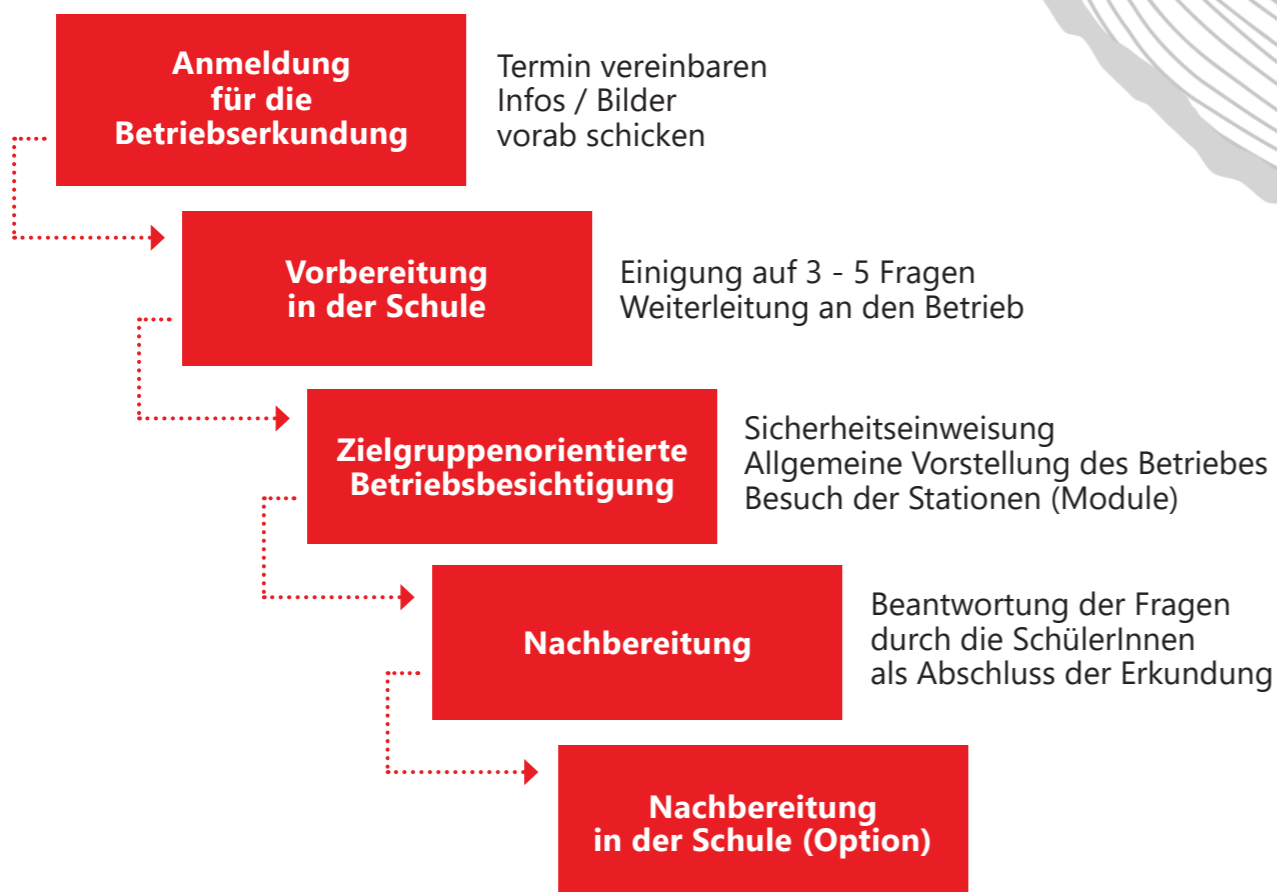 Anmeldung
für die
Betriebserkundung
Termin vereinbaren
Infos / Bilder
vorab schicken
Vorbereitung
in der Schule
Einigung auf 3 - 5 Fragen
Weiterleitung an den Betrieb
Zielgruppenorientierte
Betriebsbesichtigung
Sicherheitseinweisung
Allgemeine Vorstellung des Betriebes
Besuch der Stationen (Module)
Nachbereitung
Beantwortung der Fragen
durch die SchülerInnen
als Abschluss der Erkundung
Nachbereitung
in der Schule (Option)